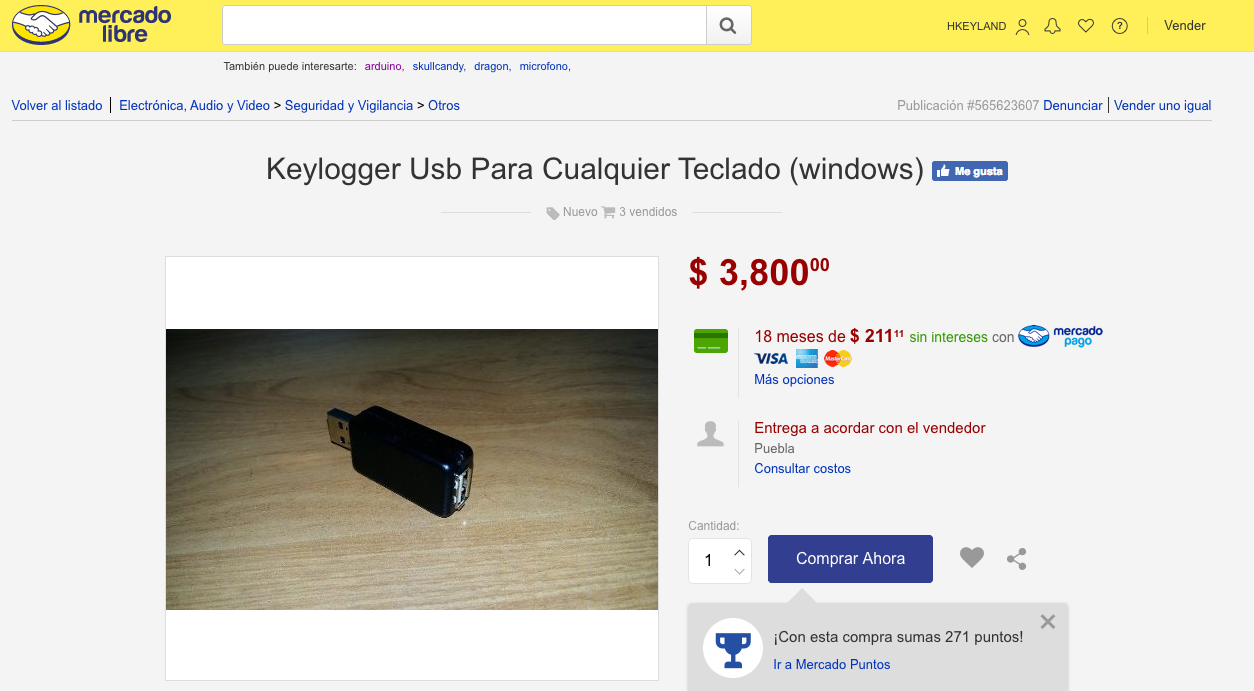 mercado
libre
HKEYLAND
Vender
También puede interesarte: arduino, skullcandy, dragon, microfono,
Volver al listado | Electrónica, Audio y Video > Seguridad y Vigilancia > Otros
Publicación #565623607 Denunciar | Vender uno igual
Keylogger Usb Para Cualquier Teclado (windows)
Me gusta
Nuevo 3 vendidos
$ 3,800 00
18 meses de $ 211 11 sin intereses con mercado pago
VISA MasterCard
Más opciones
Entrega a acordar con el vendedor
Puebla
Consultar costos
Cantidad:
1
Comprar Ahora
¡Con esta compra sumas 271 puntos!
Ir a Mercado Puntos